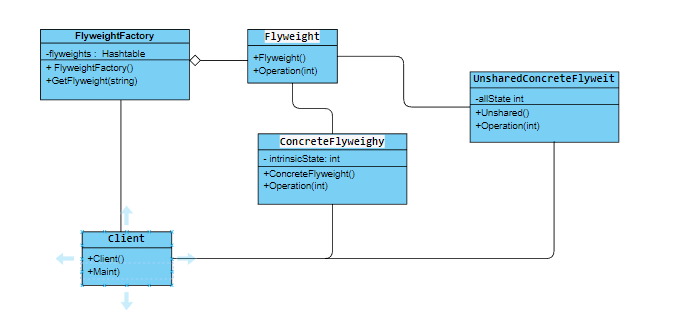 FlyweightFactory
-flyweights : Hashtable
+ FlyweightFactory()
+GetFlyweight(string)
Flyweight
+Flyweight()
+Operation(int)
UnsharedConcreteFlyweit
-allState int
+Unshared()
+Operation(int)
ConcreteFlyweighy
- intrinsicState: int
+ConcreteFlyweight()
+Operation(int)
Client
+Client()
+Maint)